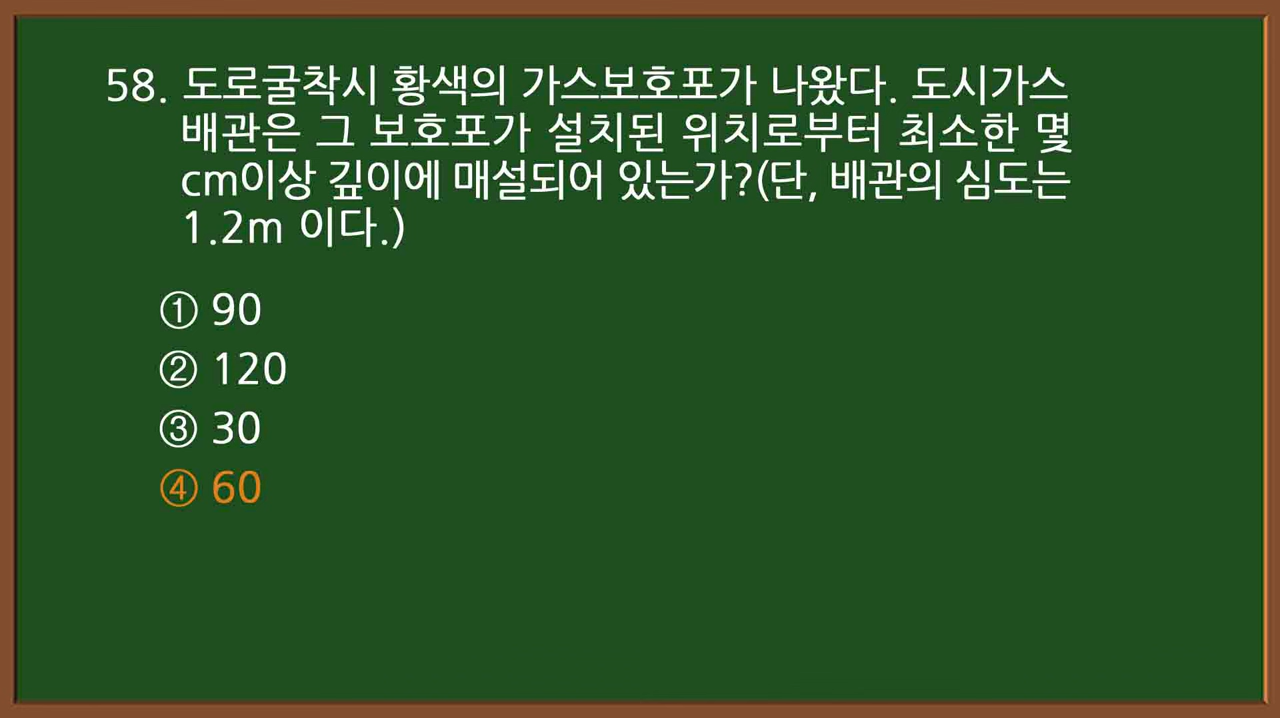 58. 도로굴착시 황색의 가스보호포가 나왔다. 도시가스
배관은 그 보호포가 설치된 위치로부터 최소한 몇
cm이상 깊이에 매설되어 있는가?(단, 배관의 심도는
1.2m 이다.)
① 90
② 120
③ 30
④ 60